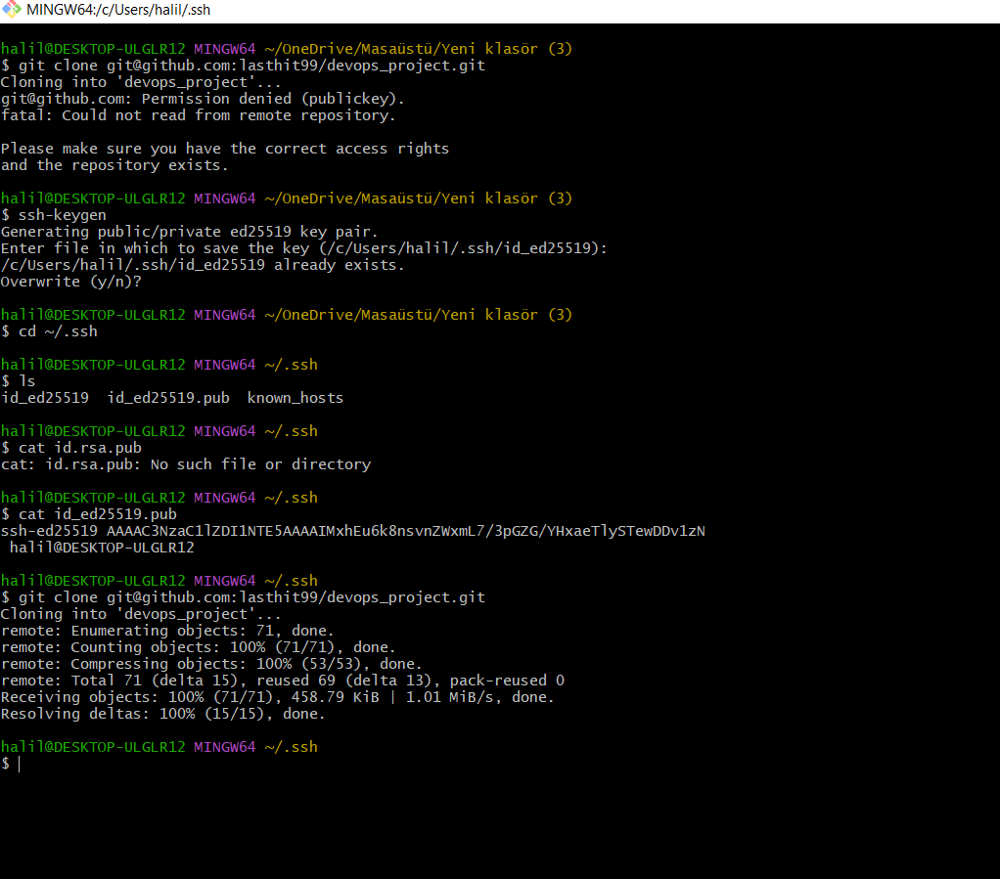 MINGW64:/c/Users/halil/.ssh
halil@DESKTOP-ULGLR12 MINGW64 ~/OneDrive/Masaüstü/Yeni klasör (3)
$ git clone git@github.com:lasthit99/devops_project.git
Cloning into 'devops_project'...
git@github.com: Permission denied (publickey).
fatal: Could not read from remote repository.
Please make sure you have the correct access rights
and the repository exists.
halil@DESKTOP-ULGLR12 MINGW64 ~/OneDrive/Masaüstü/Yeni klasör (3)
$ ssh-keygen
Generating public/private ed25519 key pair.
Enter file in which to save the key (/c/Users/halil/.ssh/id_ed25519):
/c/Users/halil/.ssh/id_ed25519 already exists.
Overwrite (y/n)?
halil@DESKTOP-ULGLR12 MINGW64 ~/OneDrive/Masaüstü/Yeni klasör (3)
$ cd ~/.ssh
halil@DESKTOP-ULGLR12 MINGW64 ~/.ssh
$ ls
id_ed25519  id_ed25519.pub  known_hosts
halil@DESKTOP-ULGLR12 MINGW64 ~/.ssh
$ cat id.rsa.pub
cat: id.rsa.pub: No such file or directory
halil@DESKTOP-ULGLR12 MINGW64 ~/.ssh
$ cat id_ed25519.pub
ssh-ed25519 AAAAC3NzaC1lZDI1NTE5AAAAIMxhEu6k8nsvnZWxmL7/3pGZG/YHxaeTlySTewDDv1zN
halil@DESKTOP-ULGLR12
halil@DESKTOP-ULGLR12 MINGW64 ~/.ssh
$ git clone git@github.com:lasthit99/devops_project.git
Cloning into 'devops_project'...
remote: Enumerating objects: 71, done.
remote: Counting objects: 100% (71/71), done.
remote: Compressing objects: 100% (53/53), done.
remote: Total 71 (delta 15), reused 69 (delta 13), pack-reused 0
Receiving objects: 100% (71/71), 458.79 KiB | 1.01 MiB/s, done.
Resolving deltas: 100% (15/15), done.
halil@DESKTOP-ULGLR12 MINGW64 ~/.ssh
$